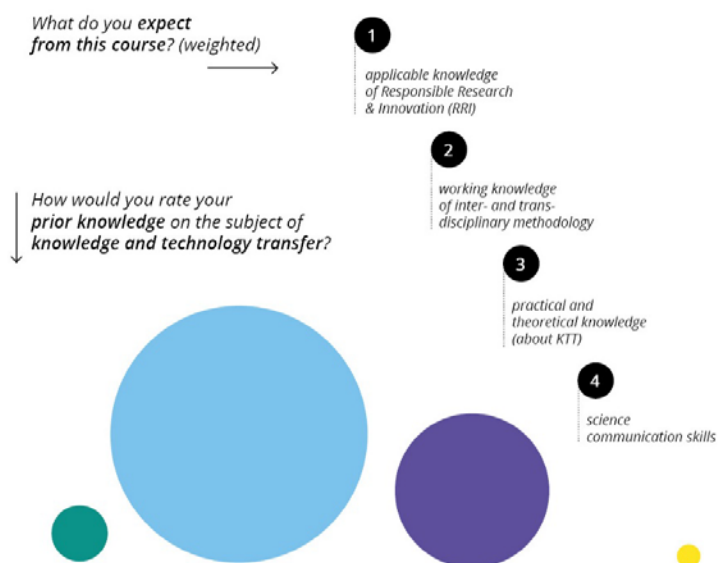 What do you expect
from this course? (weighted)
1
applicable knowledge
of Responsible Research
& Innovation (RRI)
2
working knowledge
of inter- and trans-
disciplinary methodology
How would you rate your
prior knowledge on the subject of
knowledge and technology transfer?
3
practical and
theoretical knowledge
(about KTT)
4
science
communication skills